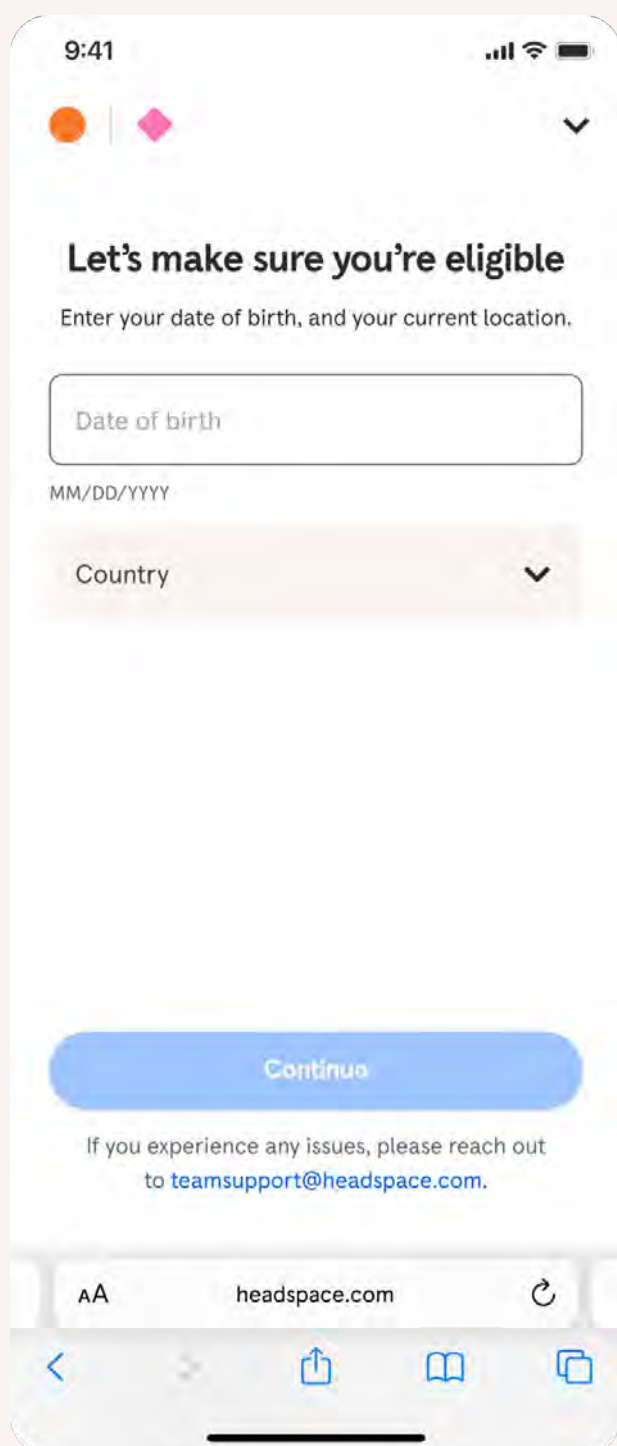 9:41
Let's make sure you're eligible
Enter your date of birth, and your current location.
Date of birth
MM/DD/YYYY
Country
Continue
If you experience any issues, please reach out
to teamsupport@headspace.com.
AA headspace.com